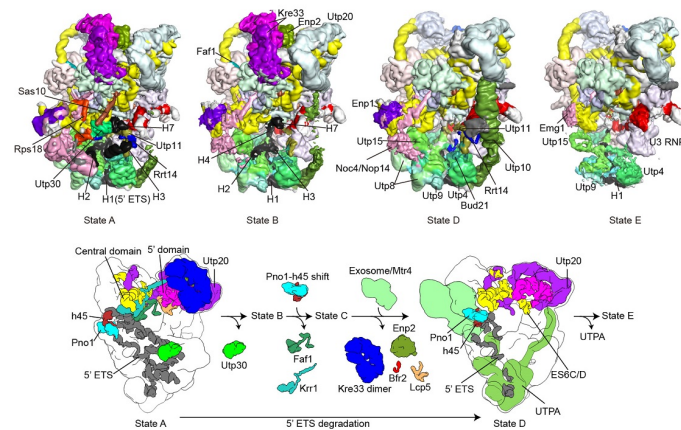 Kre33
Enp2
Utp20
Faf1
Sas10
Rps18
Utp30
H2
H1(5' ETS)
H3
Rrt14
Utp11
H7
State A
H4
H2
H1
H3
H7
State B
Enp1
Utp15
Noc4/Nop14
Utp8
Utp9
Utp4
Bud21
Rrt14
Utp10
Utp11
State D
Emg1
Utp15
Utp9
H1
Utp4
U3 RNP
State E
Central domain
5' domain
Utp20
h45
Pno1
5' ETS
State A
Utp30
State B
Pno1-h45 shift
Faf1
Krr1
State C
Exosome/Mtr4
Kre33 dimer
Enp2
Bfr2
Lcp5
Utp20
Pno1
h45
5' ETS
ES6C/D
UTPA
State D
UTPA
State E
5' ETS degradation